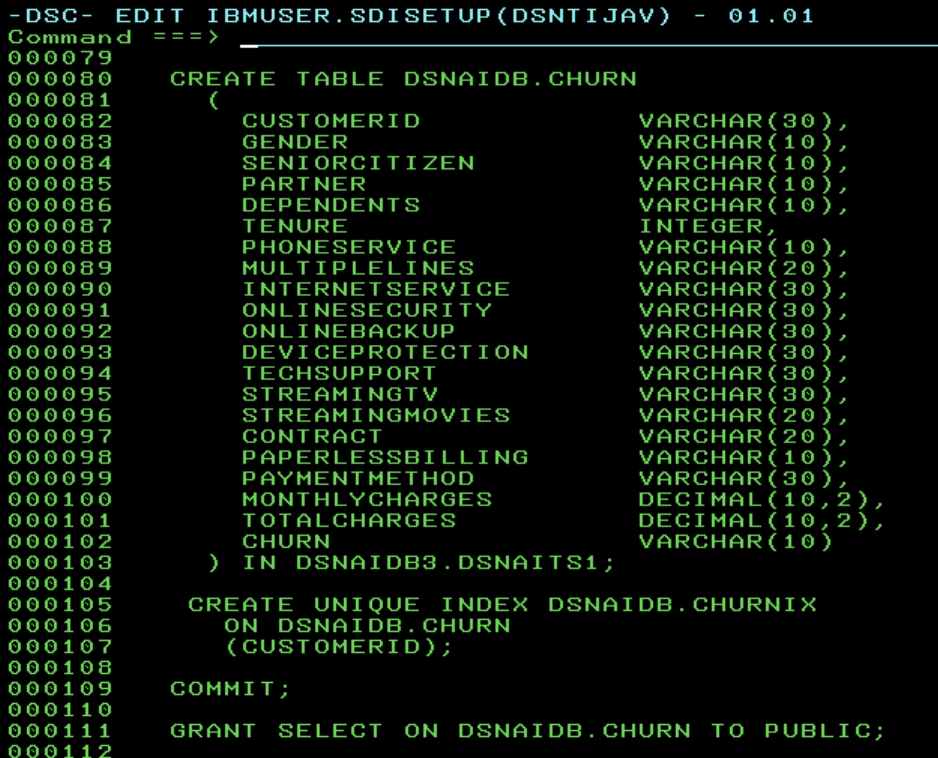 -DSC- EDIT IBMUSER.SDISETUP(DSNTIJAV) - 01.01
Command ===>
000079
000080 CREATE TABLE DSNAIDB.CHURN
000081 (
000082 CUSTOMERID VARCHAR(30),
000083 GENDER VARCHAR(10),
000084 SENIORCITIZEN VARCHAR(10),
000085 PARTNER VARCHAR(10),
000086 DEPENDENTS VARCHAR(10),
000087 TENURE INTEGER,
000088 PHONESERVICE VARCHAR(10),
000089 MULTIPLELINES VARCHAR(20),
000090 INTERNETSERVICE VARCHAR(30),
000091 ONLINESECURITY VARCHAR(30),
000092 ONLINEBACKUP VARCHAR(30),
000093 DEVICEPROTECTION VARCHAR(30),
000094 TECHSUPPORT VARCHAR(30),
000095 STREAMINGTV VARCHAR(30),
000096 STREAMINGMOVIES VARCHAR(20),
000097 CONTRACT VARCHAR(20),
000098 PAPERLESSBILLING VARCHAR(10),
000099 PAYMENTMETHOD VARCHAR(30),
000100 MONTHLYCHARGES DECIMAL(10,2),
000101 TOTALCHARGES DECIMAL(10,2),
000102 CHURN VARCHAR(10)
000103 ) IN DSNAIDB3.DSNAITS1;
000104
000105 CREATE UNIQUE INDEX DSNAIDB.CHURNIX
000106 ON DSNAIDB.CHURN
000107 (CUSTOMERID);
000108
000109 COMMIT;
000110
000111 GRANT SELECT ON DSNAIDB.CHURN TO PUBLIC;
000112